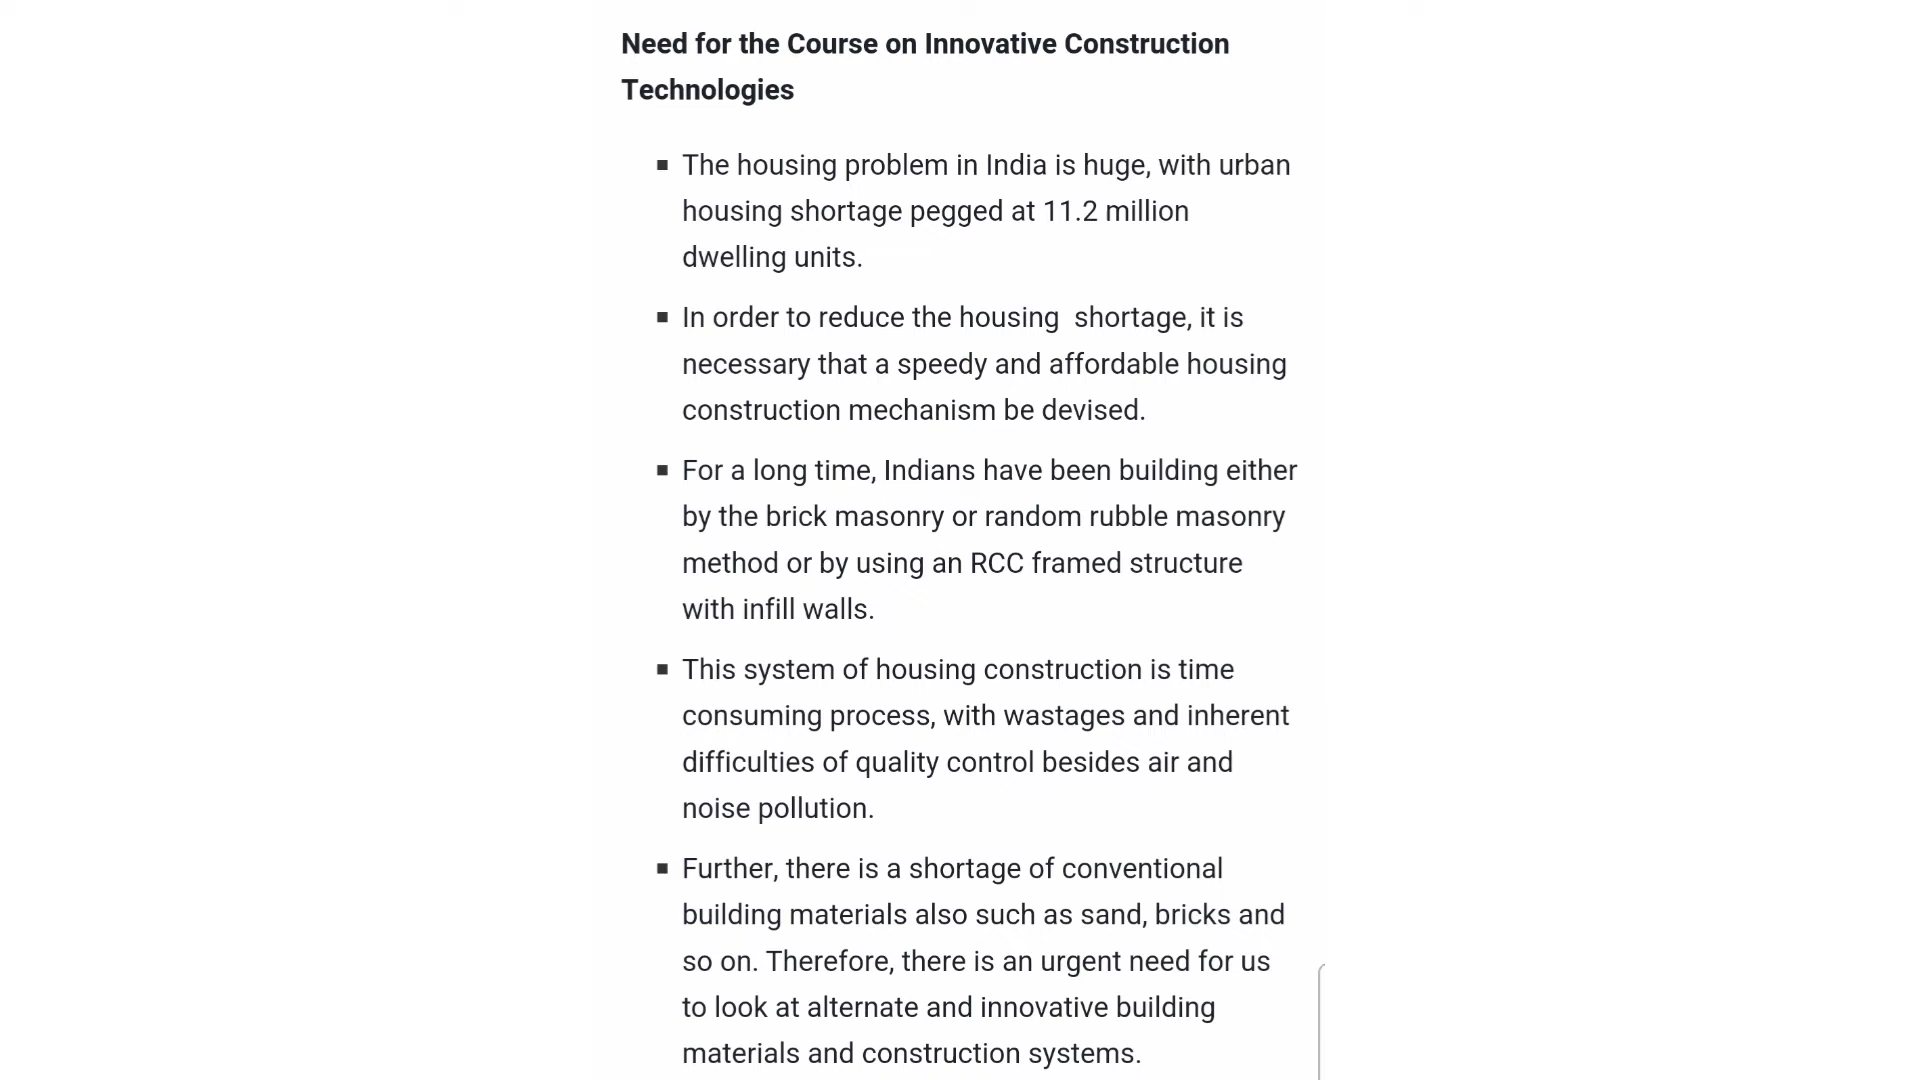 Need for the Course on Innovative Construction
Technologies
▪ The housing problem in India is huge, with urban
housing shortage pegged at 11.2 million
dwelling units.
▪ In order to reduce the housing  shortage, it is
necessary that a speedy and affordable housing
construction mechanism be devised.
▪ For a long time, Indians have been building either
by the brick masonry or random rubble masonry
method or by using an RCC framed structure
with infill walls.
▪ This system of housing construction is time
consuming process, with wastages and inherent
difficulties of quality control besides air and
noise pollution.
▪ Further, there is a shortage of conventional
building materials also such as sand, bricks and
so on. Therefore, there is an urgent need for us
to look at alternate and innovative building
materials and construction systems.